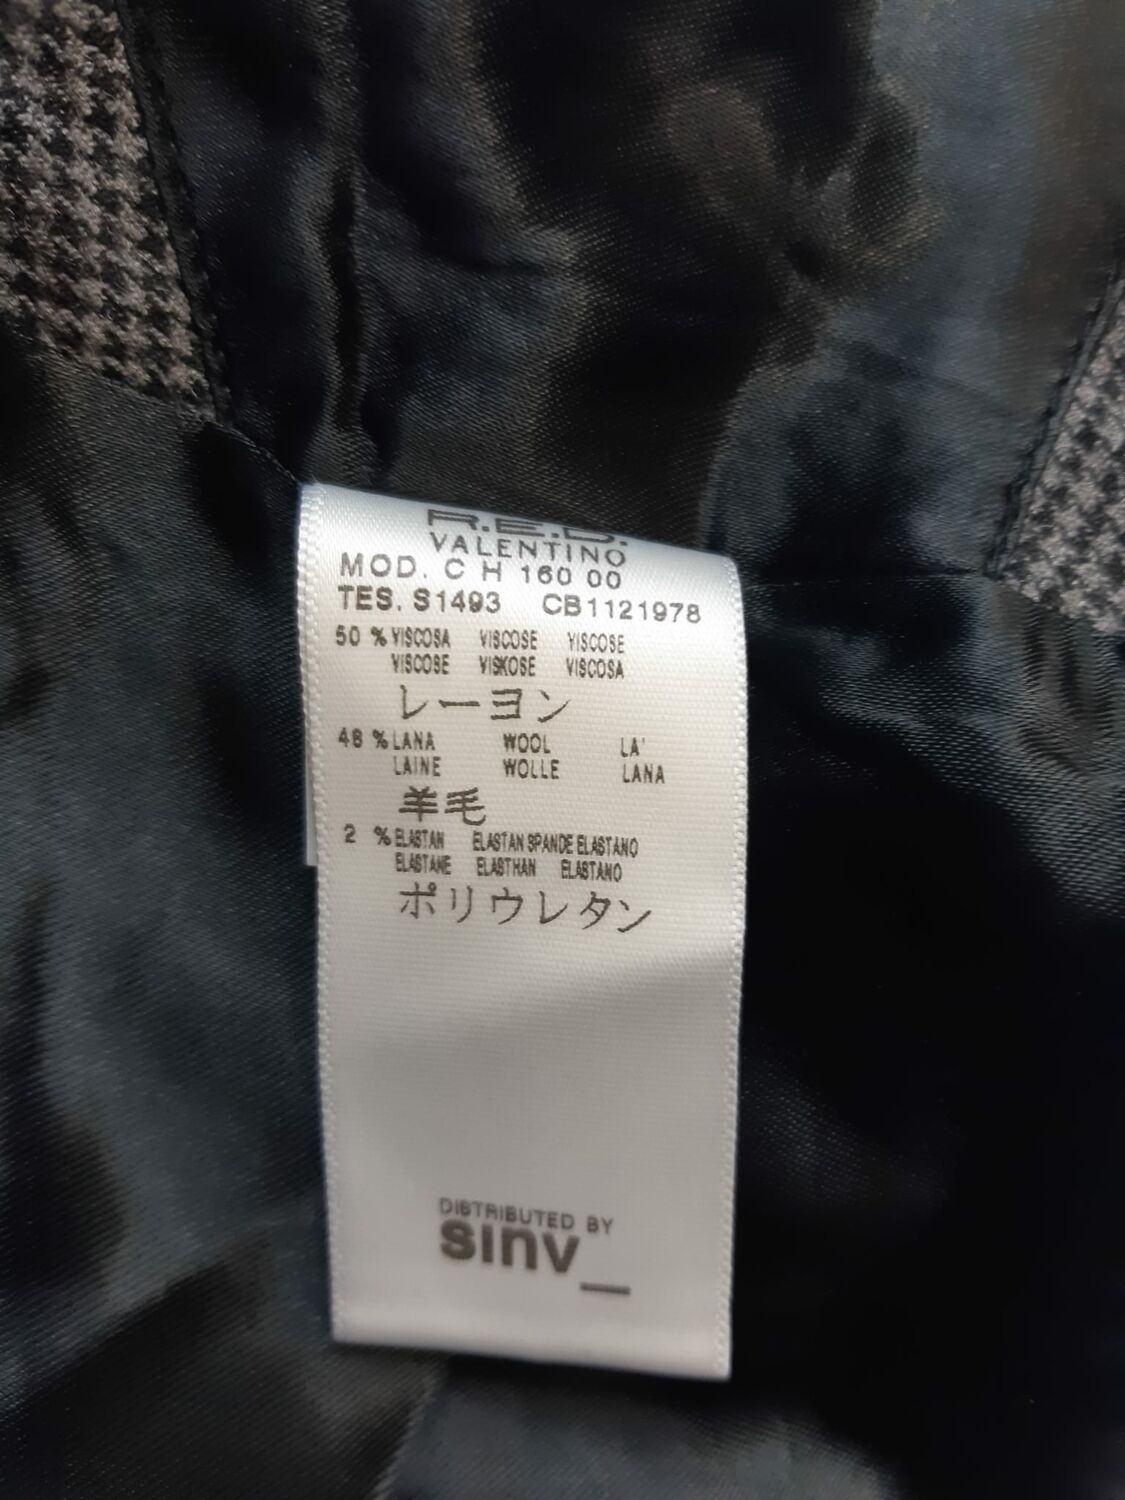 R.E.D.
VALENTINO
MOD. C H 160 00
TES. S1493 CB1121978
50 % VISCOSA VISCOSE VISCOSE
VISCOSE VISKOSE VISCOSA
レーヨン
48 % LANA WOOL LA'
LAINE WOLLE LANA
羊毛
2 % ELASTAN ELASTAN SPANDE ELASTANO
ELASTANE ELASTHAN ELASTANO
ポリウレタン
DISTRIBUTED BY
sınv_